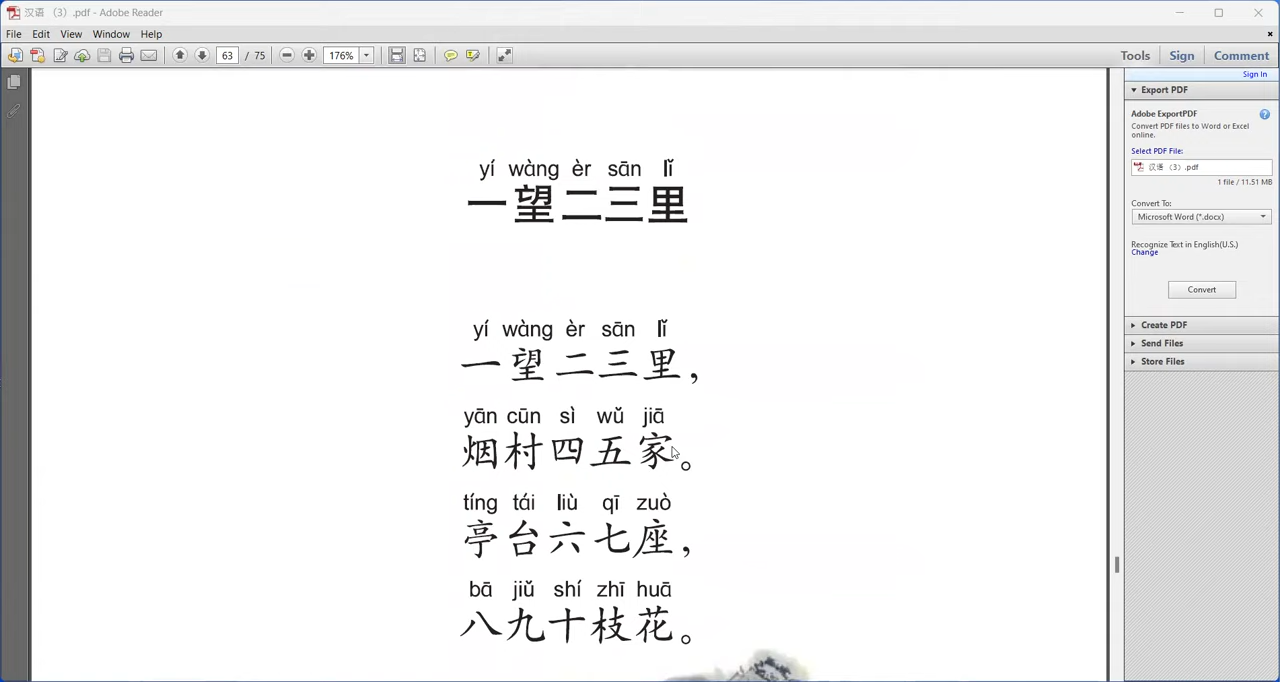 汉语 （3）.pdf - Adobe Reader
File Edit View Window Help
63 / 75 176% Tools Sign Comment
Sign In
Export PDF
Adobe ExportPDF
Convert PDF files to Word or Excel
online.
Select PDF File:
汉语 （3）.pdf
1 file / 11.51 MB
Convert To:
Microsoft Word (*.docx)
Recognize Text in English(U.S.)
Change
Convert
Create PDF
Send Files
Store Files
yí wàng èr sān lǐ
一望二三里
yí wàng èr sān lǐ
一望二三里，
yān cūn sì wǔ jiā
烟村四五家。
tíng tái liù qī zuò
亭台六七座，
bā jiǔ shí zhī huā
八九十枝花。